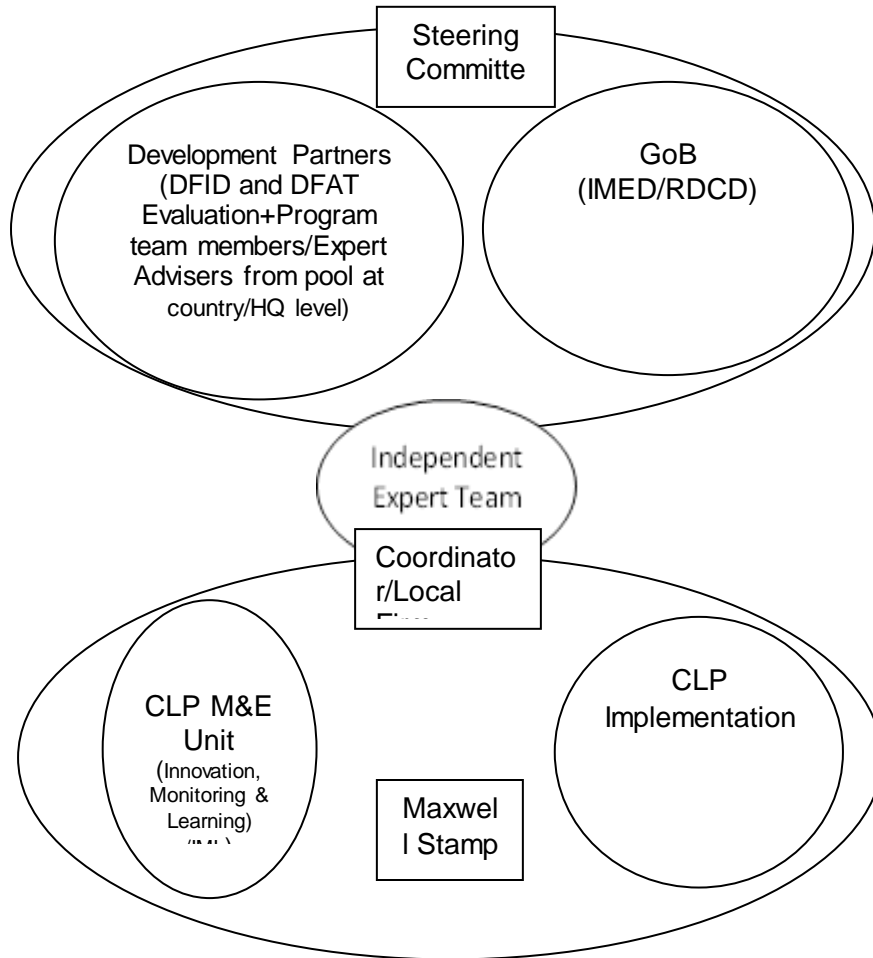 Steering
Committe
Development Partners
(DFID and DFAT
Evaluation+Program
team members/Expert
Advisers from pool at
country/HQ level)
GoB
(IMED/RDCD)
Independent
Expert Team
Coordinato
r/Local
CLP M&E
Unit
(Innovation,
Monitoring &
Learning)
CLP
Implementation
Maxwel
l Stamp